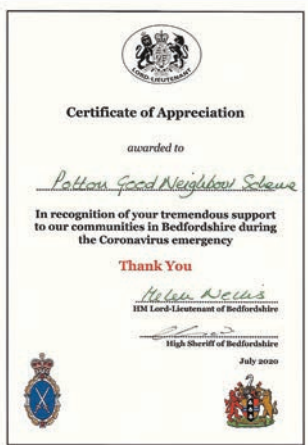 LORD-LIEUTENANT
Certificate of Appreciation
awarded to
Potton Good Neighbour Scheme
In recognition of your tremendous support
to our communities in Bedfordshire during
the Coronavirus emergency
Thank You
Helen Nellis
HM Lord-Lieutenant of Bedfordshire
High Sheriff of Bedfordshire
July 2020